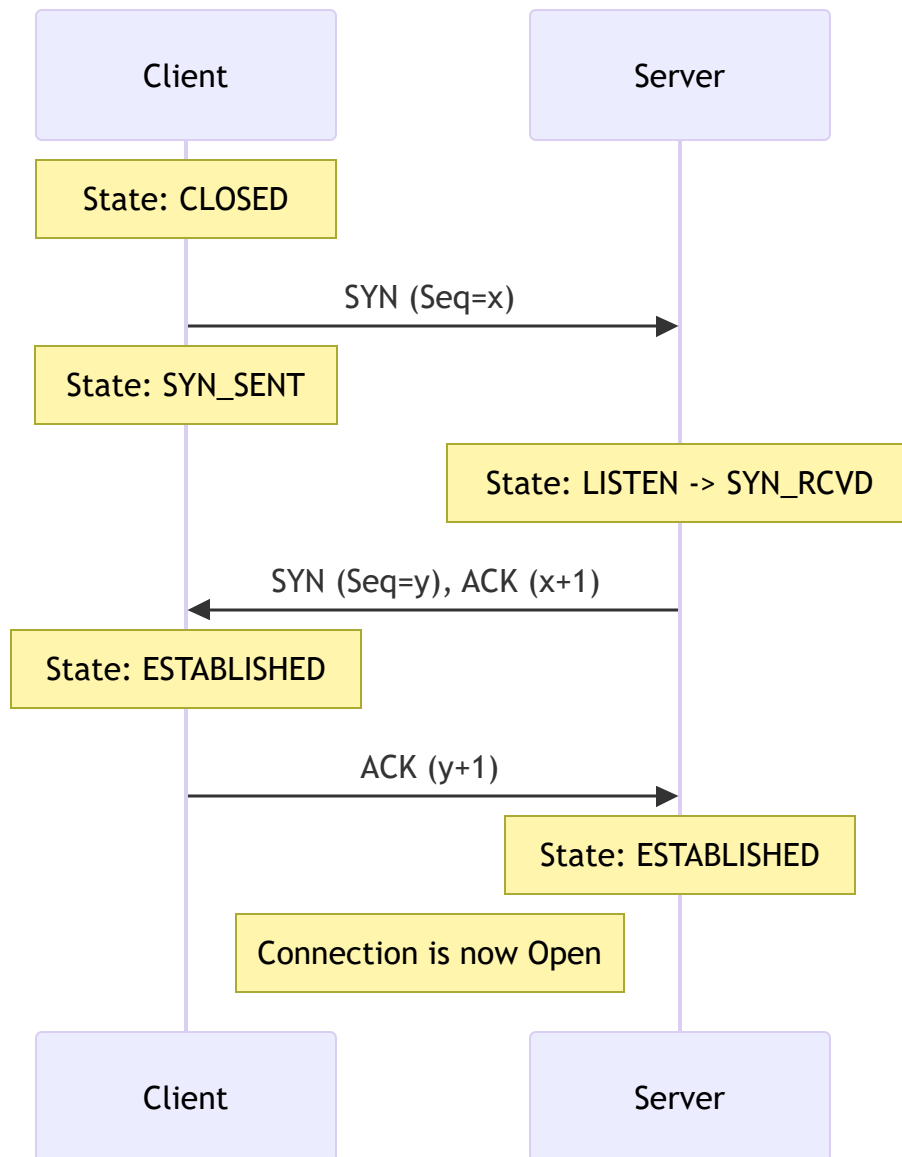 Client
Server
State: CLOSED
SYN (Seq=x)
State: SYN_SENT
State: LISTEN -> SYN_RCVD
SYN (Seq=y), ACK (x+1)
State: ESTABLISHED
ACK (y+1)
State: ESTABLISHED
Connection is now Open
Client
Server